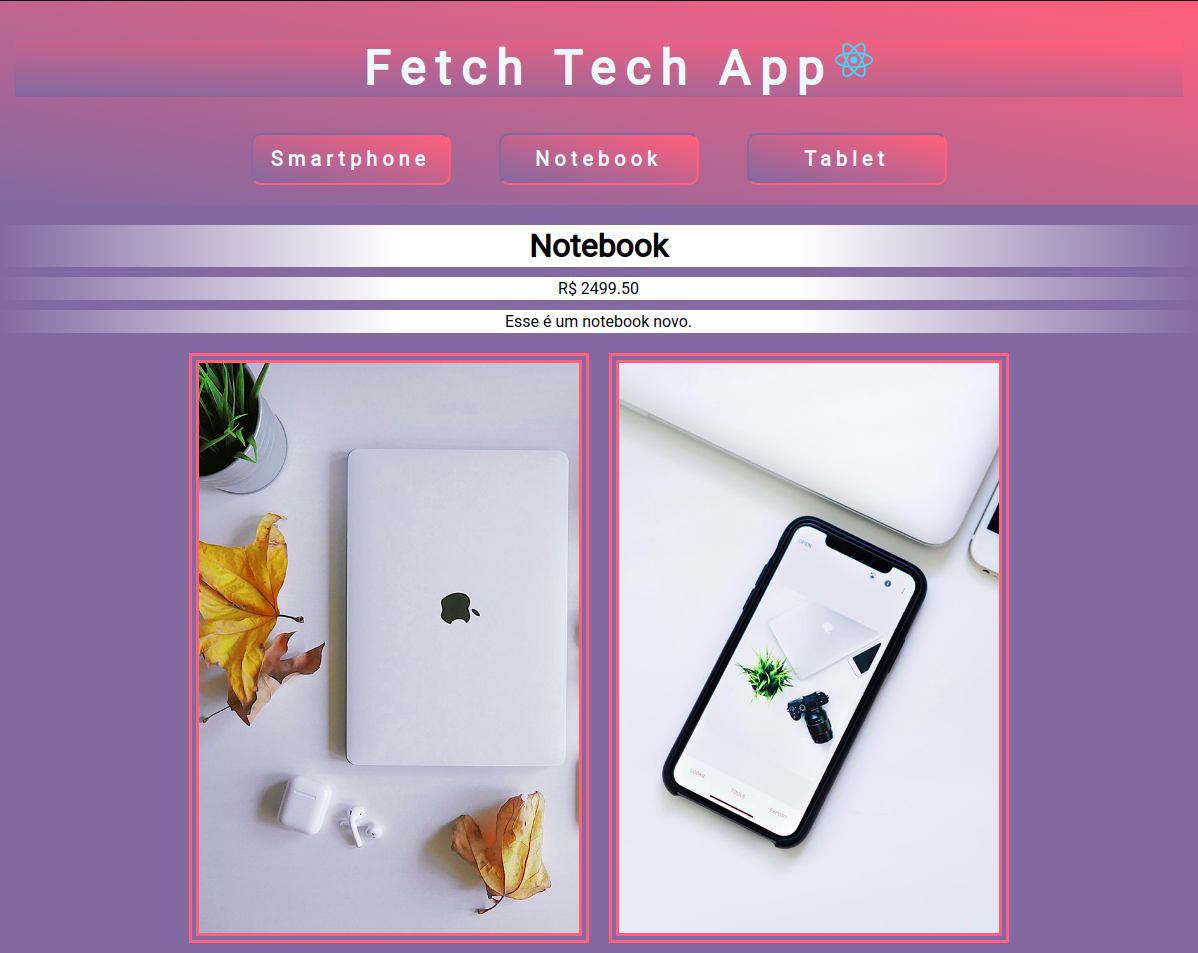 Fetch Tech App
Smartphone Notebook Tablet
Notebook
R$ 2499.50
Esse é um notebook novo.
OPEN
LOOKS TOOLS EXPORT